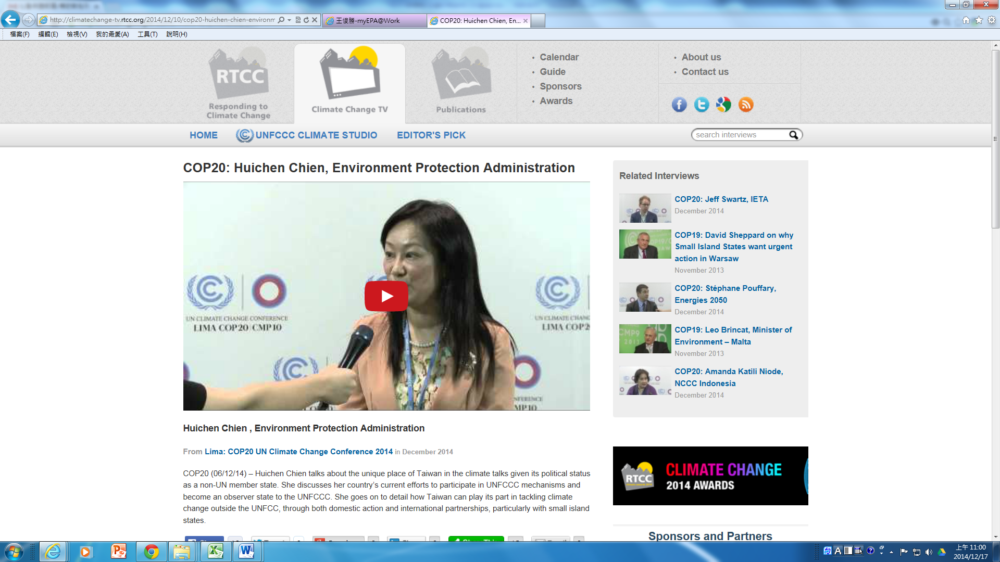 http://climatechange-tv.rtcc.org/2014/12/10/cop20-huichen-chien-environm
王俊勝-myEPA@Work
COP20: Huichen Chien, En...
檔案(F) 編輯(E) 檢視(V) 我的最愛(A) 工具(T) 說明(H)
RTCC
Responding to
Climate Change
Climate Change TV
Publications
• Calendar
• Guide
• Sponsors
• Awards
• About us
• Contact us
HOME
UNFCCC CLIMATE STUDIO
EDITOR'S PICK
search interviews
COP20: Huichen Chien, Environment Protection Administration
UN CLIMATE CHANGE CONFERENCE
LIMA COP20 CMP10
UN CLIMATE CHANG
LIMA COP2
NFERENCE
MP10
Huichen Chien , Environment Protection Administration
From Lima: COP20 UN Climate Change Conference 2014 in December 2014
COP20 (06/12/14) – Huichen Chien talks about the unique place of Taiwan in the climate talks given its political status
as a non-UN member state. She discusses her country's current efforts to participate in UNFCCC mechanisms and
become an observer state to the UNFCCC. She goes on to detail how Taiwan can play its part in tackling climate
change outside the UNFCC, through both domestic action and international partnerships, particularly with small island
states.
Related Interviews
COP20: Jeff Swartz, IETA
December 2014
COP19: David Sheppard on why
Small Island States want urgent
action in Warsaw
November 2013
COP20: Stéphane Pouffary,
Energies 2050
December 2014
COP19: Leo Brincat, Minister of
Environment – Malta
November 2013
COP20: Amanda Katili Niode,
NCCC Indonesia
December 2014
RTCC
CLIMATE CHANGE
2014 AWARDS
Sponsors and Partners
上午 11:00
2014/12/17